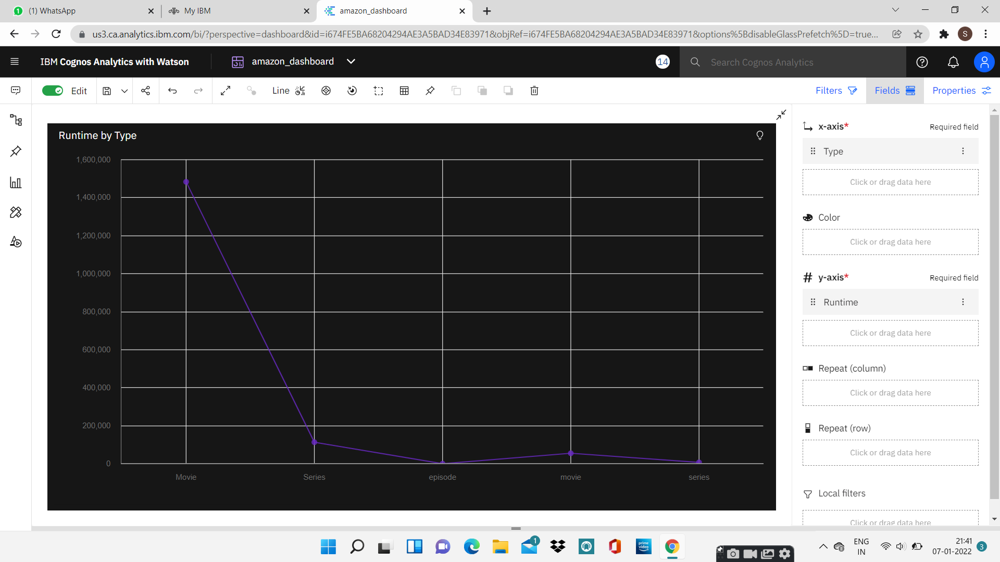 (1) WhatsApp
My IBM
amazon_dashboard
us3.ca.analytics.ibm.com/bi/?perspective=dashboard&id=i674FE5BA68204294AE3A5BAD34E83971&objRef=i674FE5BA68204294AE3A5BAD34E83971&options%5BdisableGlassPrefetch%5D=true...
S
IBM Cognos Analytics with Watson
amazon_dashboard
14
Search Cognos Analytics
Edit
Line
Filters
Fields
Properties
Runtime by Type
1,600,000
1,400,000
1,200,000
1,000,000
800,000
600,000
400,000
200,000
0
Movie
Series
episode
movie
series
x-axis*
Required field
Type
Click or drag data here
Color
Click or drag data here
y-axis*
Required field
Runtime
Click or drag data here
Repeat (column)
Click or drag data here
Repeat (row)
Click or drag data here
Local filters
Click or drag data here
1
prime video
ENG
IN
21:41
07-01-2022
3